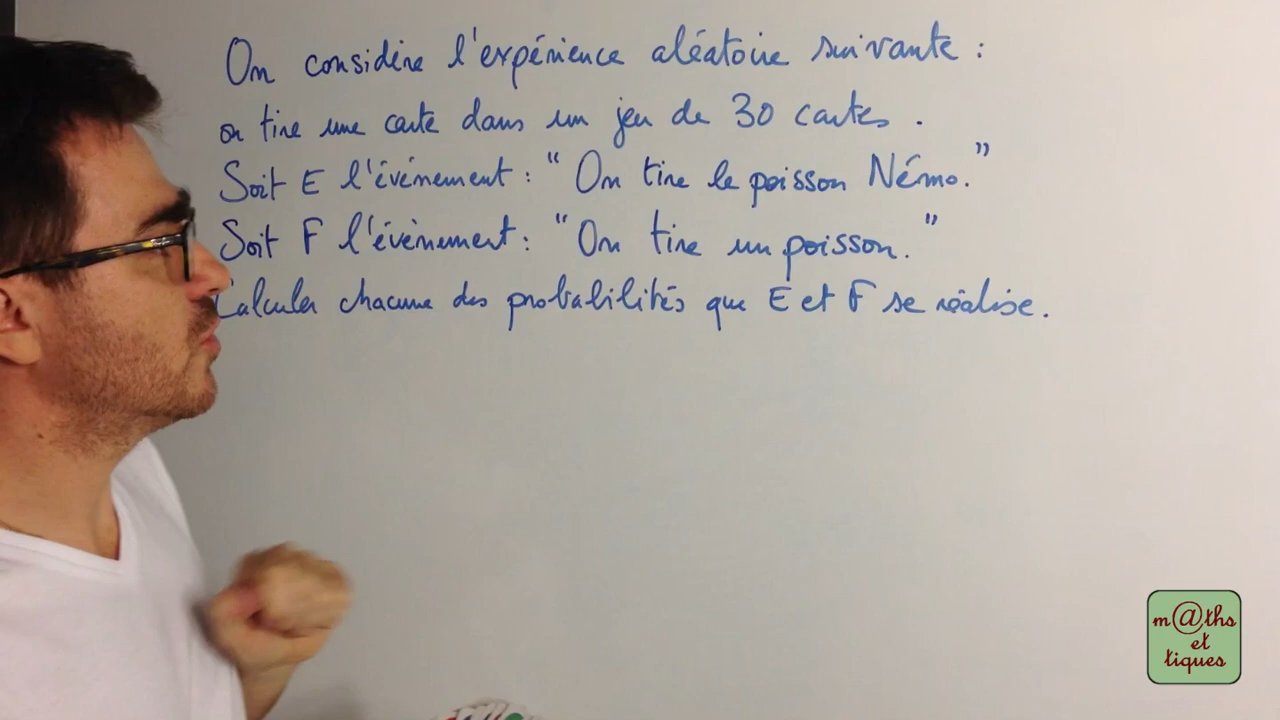 On considère l'expérience aléatoire suivante :
on tire une carte dans un jeu de 30 cartes .
Soit E l'événement : “ On tire le poisson Némo. ”
Soit F l'évènement : “ On tire un poisson. ”
Calculer chacune des probabilités que E et F se réalise .
m@ths
et
tiques